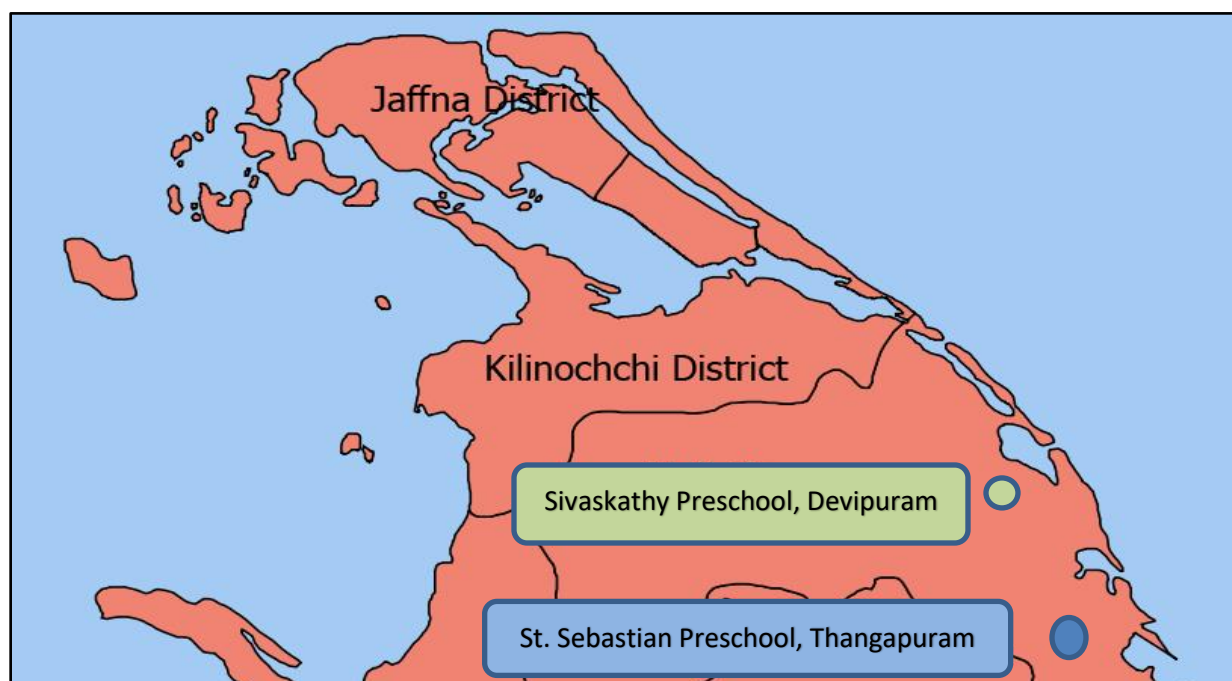 Jaffna District
Kilinochchi District
Sivaskathy Preschool, Devipuram
St. Sebastian Preschool, Thangapuram